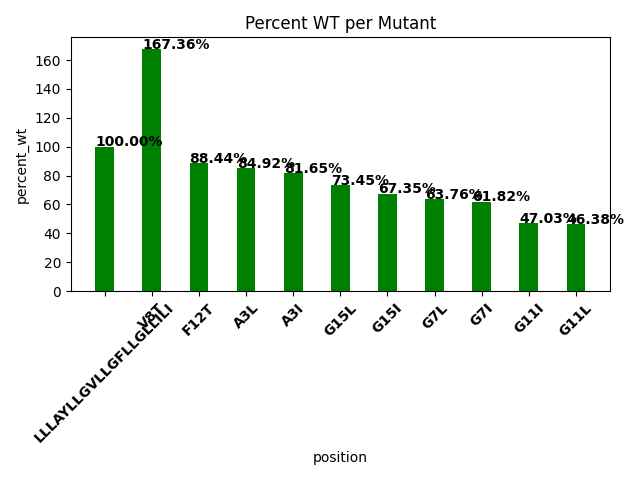 Percent WT per Mutant
percent_wt
160
140
120
100
80
60
40
20
0
100.00%
167.36%
88.44%
84.92%
81.65%
73.45%
67.35%
63.76%
61.82%
47.03%
46.38%
LLLAYLLGVLLGFLLGLLILI
V8T
F12T
A3L
A3I
G15L
G15I
G7L
G7I
G11I
G11L
position